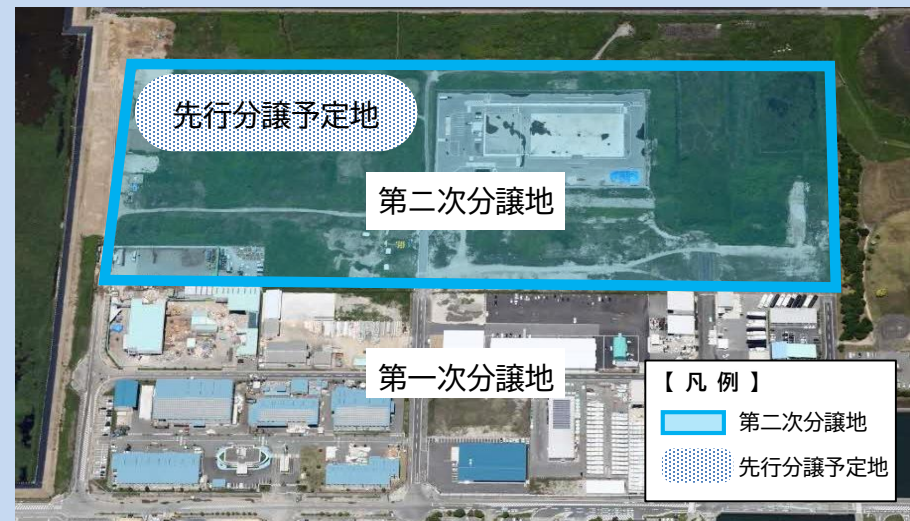 先行分譲予定地
第二次分譲地
第一次分譲地
【 凡 例 】
第二次分譲地
先行分譲予定地